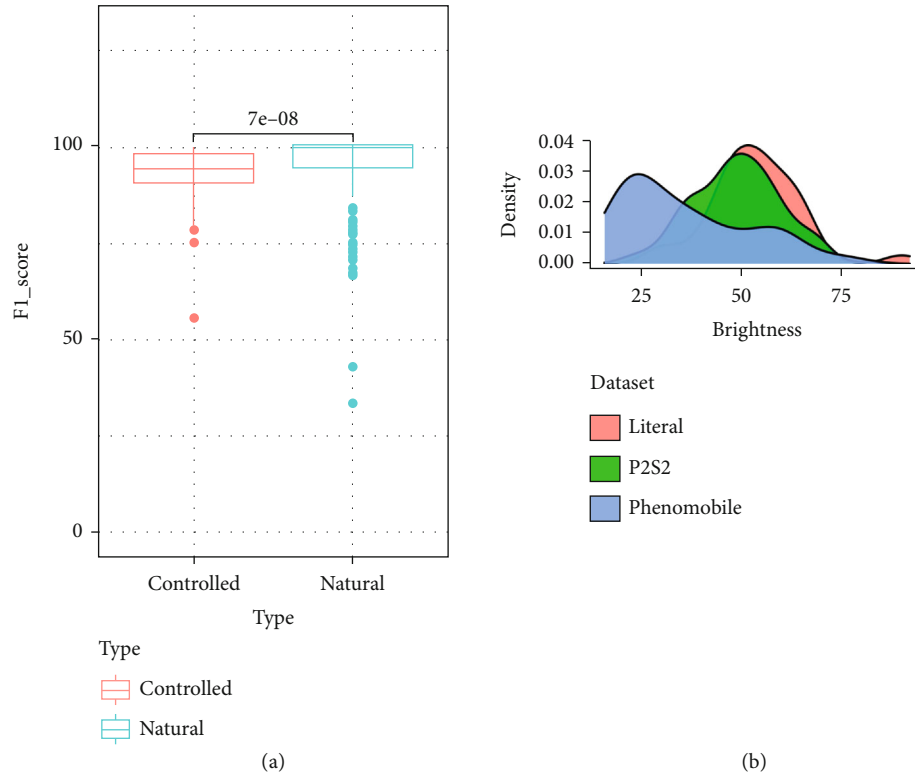 7e–08
100
50
0
F1_score
Controlled
Natural
Type
Type
Controlled
Natural
(a)
0.04
0.03
0.02
0.01
0.00
Density
25
50
75
Brightness
Dataset
Literal
P2S2
Phenomobile
(b)